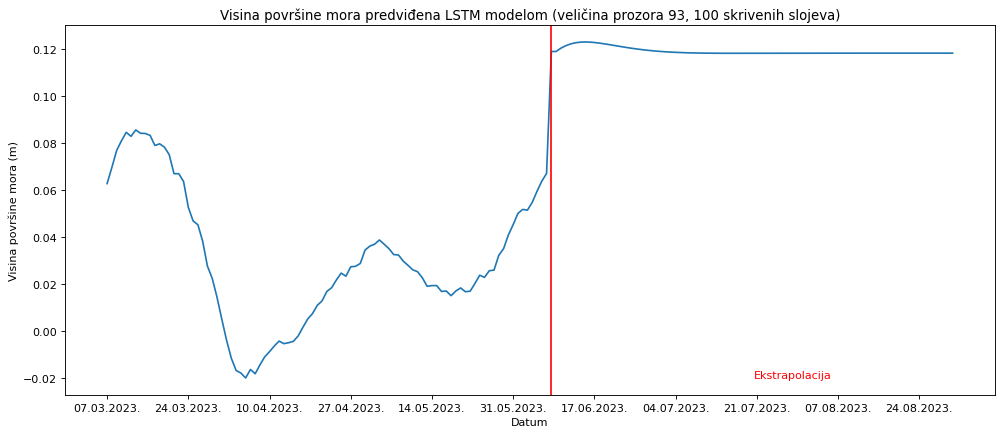 Visina površine mora predviđena LSTM modelom (veličina prozora 93, 100 skrivenih slojeva)
Visina površine mora (m)
0.12
0.10
0.08
0.06
0.04
0.02
0.00
−0.02
Ekstrapolacija
07.03.2023. 24.03.2023. 10.04.2023. 27.04.2023. 14.05.2023. 31.05.2023. 17.06.2023. 04.07.2023. 21.07.2023. 07.08.2023. 24.08.2023.
Datum